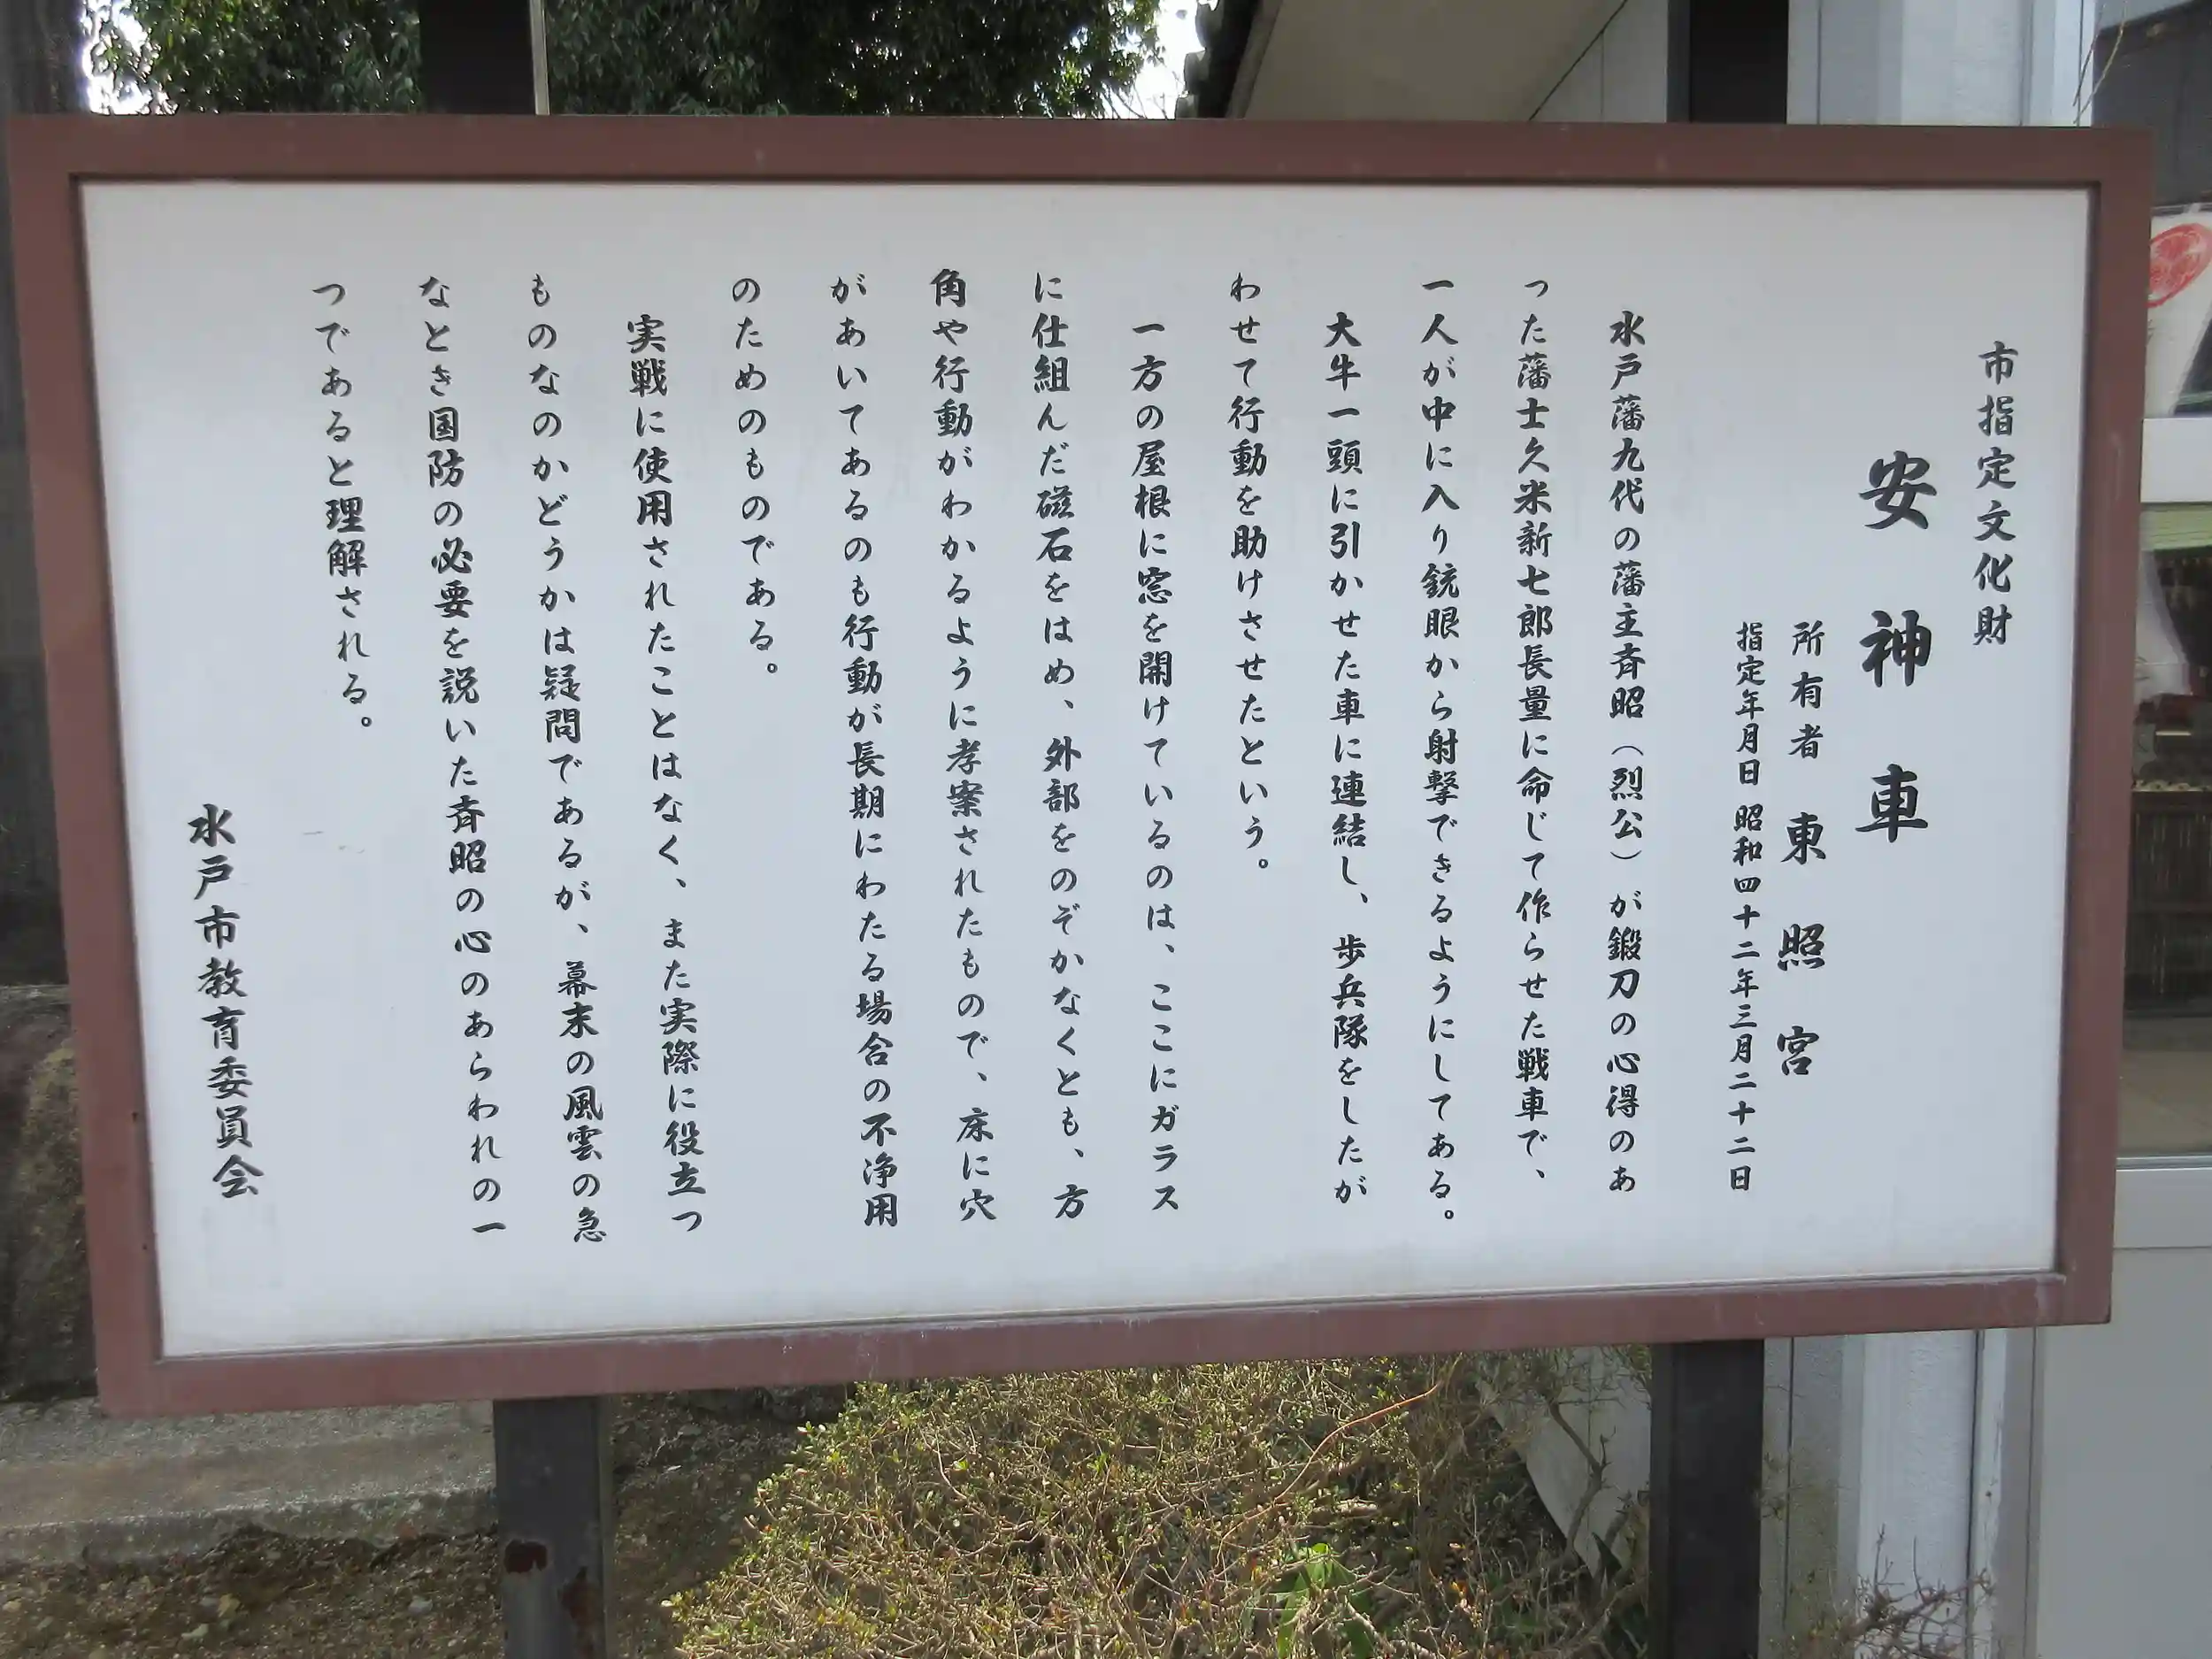 市指定文化財
安神車
所有者 東照宮
指定年月日 昭和四十二年三月二十二日
水戸藩九代の藩主斉昭（烈公）が鍛刀の心得のあ
った藩士久米新七郎長量に命じて作らせた戦車で、
一人が中に入り銃眼から射撃できるようにしてある。
大牛一頭に引かせた車に連結し、歩兵隊をしたが
わせて行動を助けさせたという。
一方の屋根に窓を開けているのは、ここにガラス
に仕組んだ磁石をはめ、外部をのぞかなくとも、方
角や行動がわかるように孝案されたもので、床に穴
があいてあるのも行動が長期にわたる場合の不浄用
のためのものである。
実戦に使用されたことはなく、また実際に役立つ
ものなのかどうかは疑問であるが、幕末の風雲の急
なとき国防の必要を説いた斉昭の心のあらわれの一
つであると理解される。
水戸市教育委員会